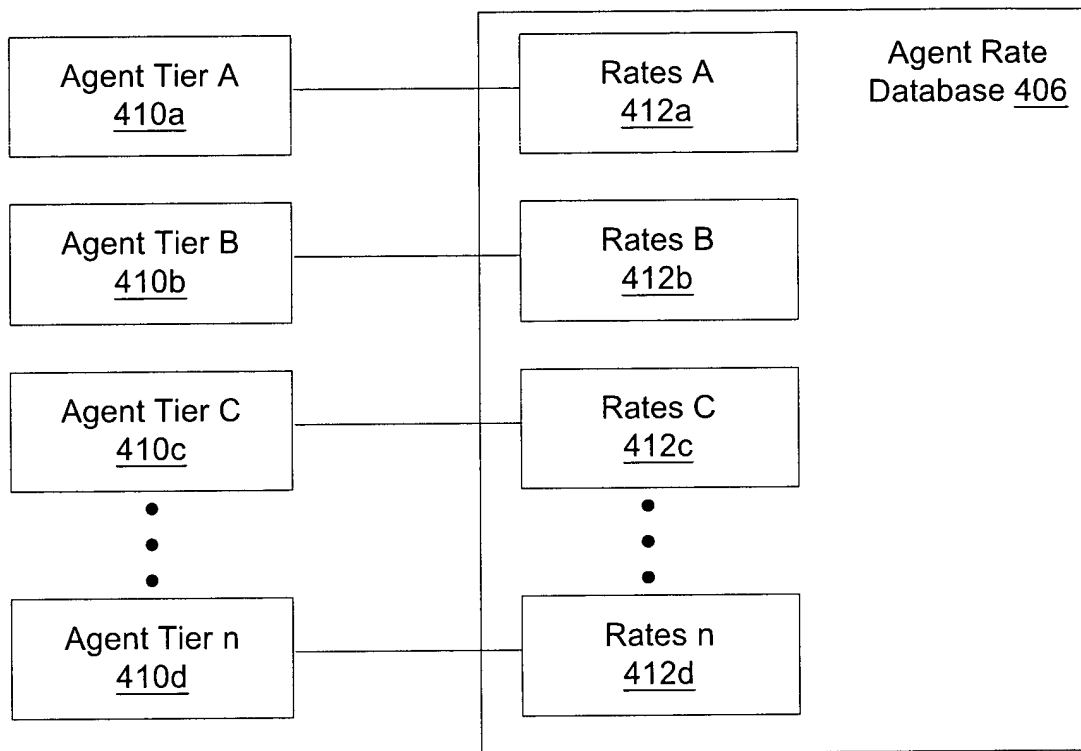 Agent Tier A
410a
Rates A
412a
Agent Rate
Database 406
Agent Tier B
410b
Rates B
412b
Agent Tier C
410c
Rates C
412c
Agent Tier n
410d
Rates n
412d